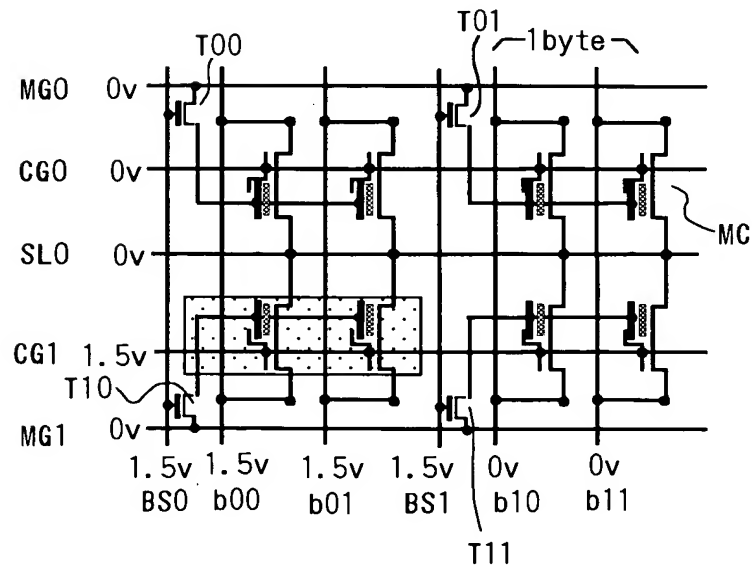 T00
T01
1byte
MG0 0v
CG0 0v
MC
SL0 0v
CG1 1.5v
T10
MG1 0v
1.5v 1.5v 1.5v 1.5v 0v 0v
BS0 b00 b01 BS1 b10 b11
T11